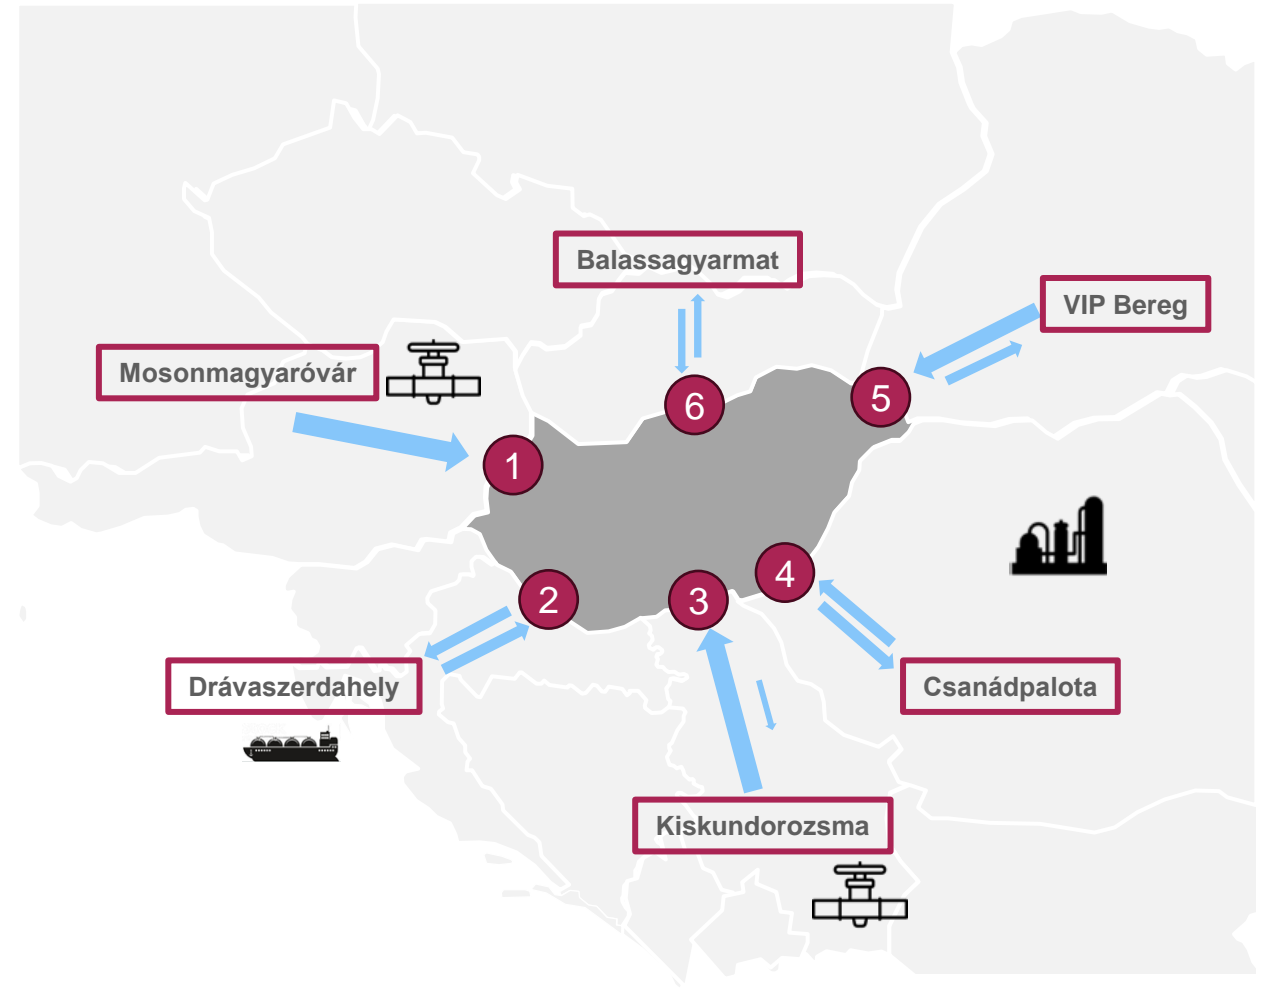 Balassagyarmat
VIP Bereg
Mosonmagyaróvár
6
5
1
4
2
3
Drávaszerdahely
Csanádpalota
Kiskundorozsma